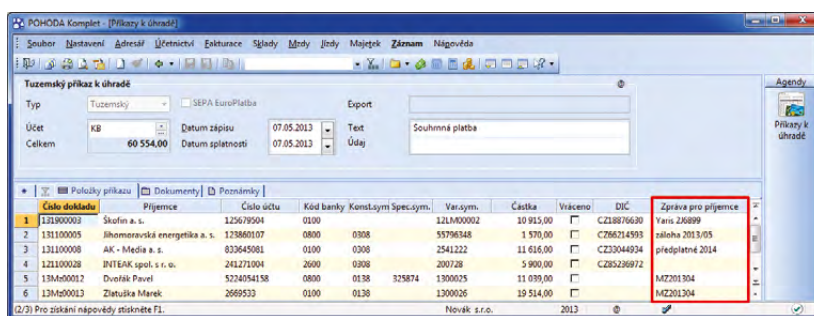 POHODA Komplet - [Příkazy k úhradě]
Soubor Nastavení Adresář Účetnictví Fakturace Sklady Mzdy Jízdy Majetek Záznam Nápověda
Tuzemský příkaz k úhradě @ Agendy
Typ Tuzemský SEPA EuroPlatba Export
Účet KB Datum zápisu 07.05.2013 Text Souhrnná platba Příkazy k úhradě
Celkem 60 554,00 Datum splatnosti 07.05.2013 Údaj
Položky příkazu Dokumenty Poznámky
Číslo dokladu Příjemce Číslo účtu Kód banky Konst.sym Spec.sym. Var.sym. Částka Vráceno DIČ Zpráva pro příjemce
1 131900003 Škofin a. s. 125679504 0100 12LM00002 10 915,00 CZ18876630 Yaris 2J6899
2 131100005 Jihomoravská energetika a. s. 123860107 0800 0308 55796348 1 570,00 CZ66214593 záloha 2013/05
3 131100008 AK - Media a. s. 833645081 0100 0308 2541222 11 616,00 CZ33044934 předplatné 2014
4 121100028 INTEAK spol. s r. o. 241271004 2600 0308 200728 5 900,00 CZ85236972
5 13Mz00012 Dvořák Pavel 5224054158 0800 0138 325874 1300025 11 039,00 MZ201304
6 13Mz00013 Zlatuška Marek 2669533 0100 0138 1300026 19 514,00 MZ201304
(2/3) Pro získání nápovědy stiskněte F1. Novák s.r.o. 2013 @